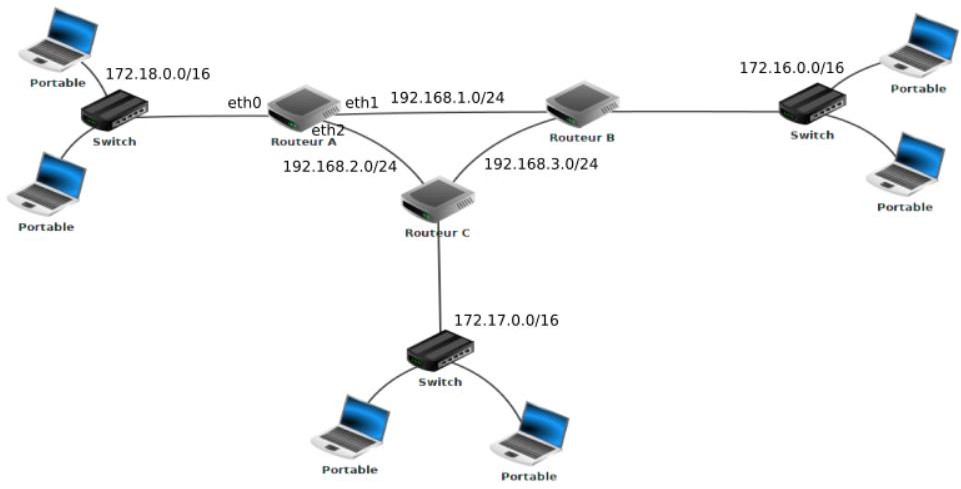 Portable
172.18.0.0/16
Switch
Portable
eth0
eth1
eth2
Routeur A
192.168.1.0/24
192.168.2.0/24
Routeur B
192.168.3.0/24
Routeur C
172.16.0.0/16
Switch
Portable
Portable
172.17.0.0/16
Switch
Portable
Portable